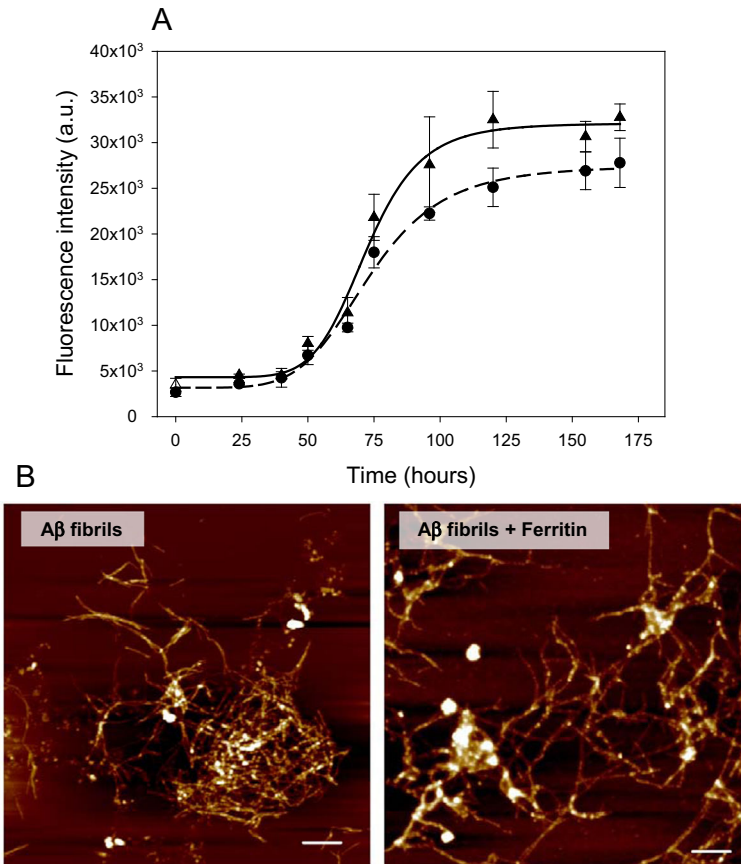 A
40x10³
35x10³
30x10³
25x10³
20x10³
15x10³
10x10³
5x10³
0
Fluorescence intensity (a.u.)
0 25 50 75 100 125 150 175
Time (hours)
B
Aβ fibrils
Aβ fibrils + Ferritin